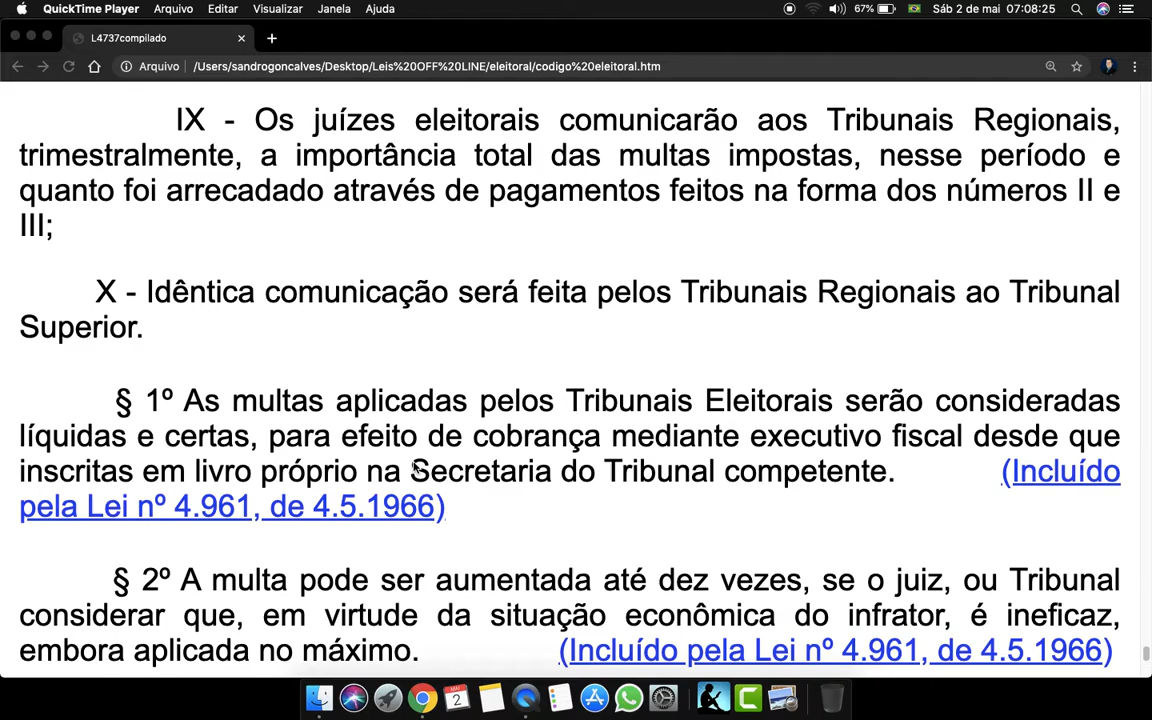 QuickTime Player Arquivo Editar Visualizar Janela Ajuda 67% Sáb 2 de mai 07:08:25
L4737compilado
Arquivo /Users/sandrogoncalves/Desktop/Leis%20OFF%20LINE/eleitoral/codigo%20eleitoral.htm
IX - Os juízes eleitorais comunicarão aos Tribunais Regionais,
trimestralmente, a importância total das multas impostas, nesse período e
quanto foi arrecadado através de pagamentos feitos na forma dos números II e
III;
X - Idêntica comunicação será feita pelos Tribunais Regionais ao Tribunal
Superior.
§ 1º As multas aplicadas pelos Tribunais Eleitorais serão consideradas
líquidas e certas, para efeito de cobrança mediante executivo fiscal desde que
inscritas em livro próprio na Secretaria do Tribunal competente. (Incluído
pela Lei nº 4.961, de 4.5.1966)
§ 2º A multa pode ser aumentada até dez vezes, se o juiz, ou Tribunal
considerar que, em virtude da situação econômica do infrator, é ineficaz,
embora aplicada no máximo. (Incluído pela Lei nº 4.961, de 4.5.1966)